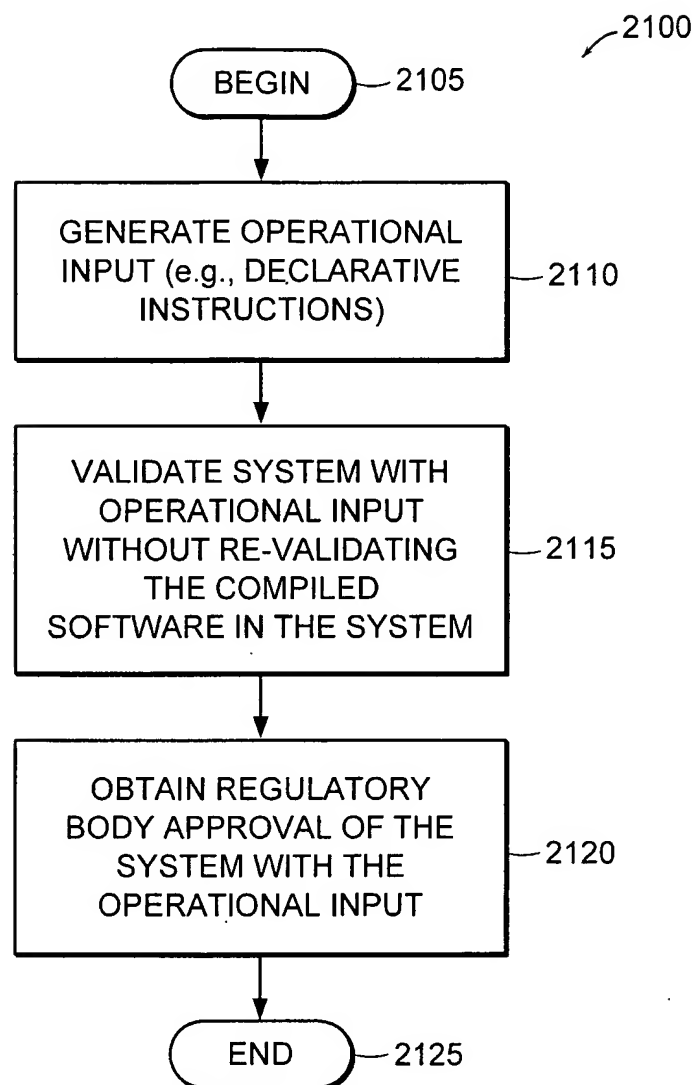 2100
BEGIN
2105
GENERATE OPERATIONAL
INPUT (e.g., DECLARATIVE
INSTRUCTIONS)
2110
VALIDATE SYSTEM WITH
OPERATIONAL INPUT
WITHOUT RE-VALIDATING
THE COMPILED
SOFTWARE IN THE SYSTEM
2115
OBTAIN REGULATORY
BODY APPROVAL OF THE
SYSTEM WITH THE
OPERATIONAL INPUT
2120
END
2125